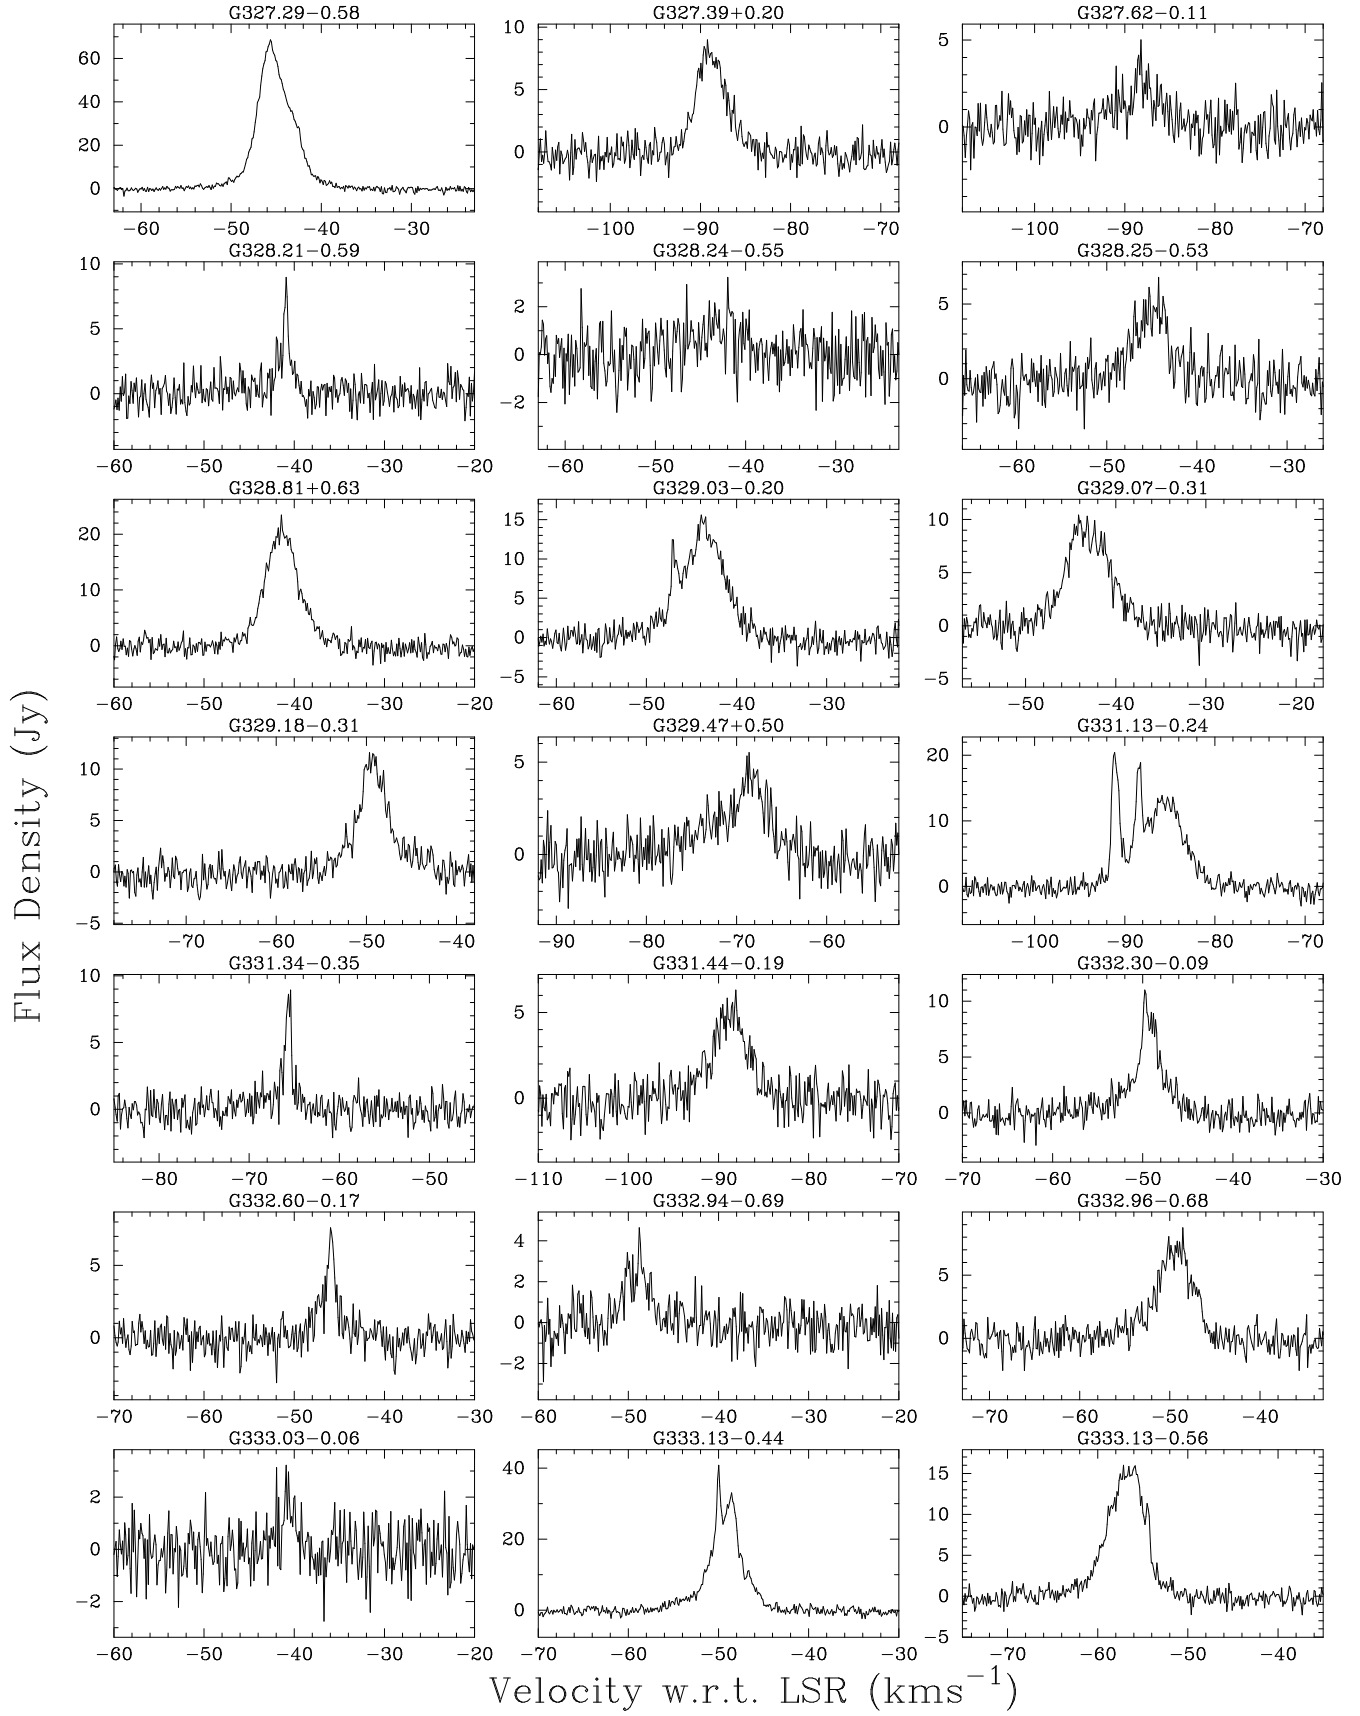 G327.29−0.58 G327.39+0.20 G327.62−0.11
60 40 20 0
10 5 0
5 0
−60 −50 −40 −30
−100 −90 −80 −70
−100 −90 −80 −70
G328.21−0.59 G328.24−0.55 G328.25−0.53
10 5 0
2 0 −2
5 0
−60 −50 −40 −30 −20
−60 −50 −40 −30
−60 −50 −40 −30
G328.81+0.63 G329.03−0.20 G329.07−0.31
20 10 0
15 10 5 0 −5
10 5 0 −5
−60 −50 −40 −30 −20
−60 −50 −40 −30
−50 −40 −30 −20
G329.18−0.31 G329.47+0.50 G331.13−0.24
10 5 0 −5
5 0
20 10 0
−70 −60 −50 −40
−90 −80 −70 −60
−100 −90 −80 −70
G331.34−0.35 G331.44−0.19 G332.30−0.09
10 5 0
5 0
10 5 0
−80 −70 −60 −50
−110 −100 −90 −80 −70
−70 −60 −50 −40 −30
G332.60−0.17 G332.94−0.69 G332.96−0.68
5 0
4 2 0 −2
5 0
−70 −60 −50 −40 −30
−60 −50 −40 −30 −20
−70 −60 −50 −40
G333.03−0.06 G333.13−0.44 G333.13−0.56
2 0 −2
40 20 0
15 10 5 0 −5
−60 −50 −40 −30 −20
−70 −60 −50 −40 −30
−70 −60 −50 −40
Flux Density (Jy)
Velocity w.r.t. LSR (kms−1)